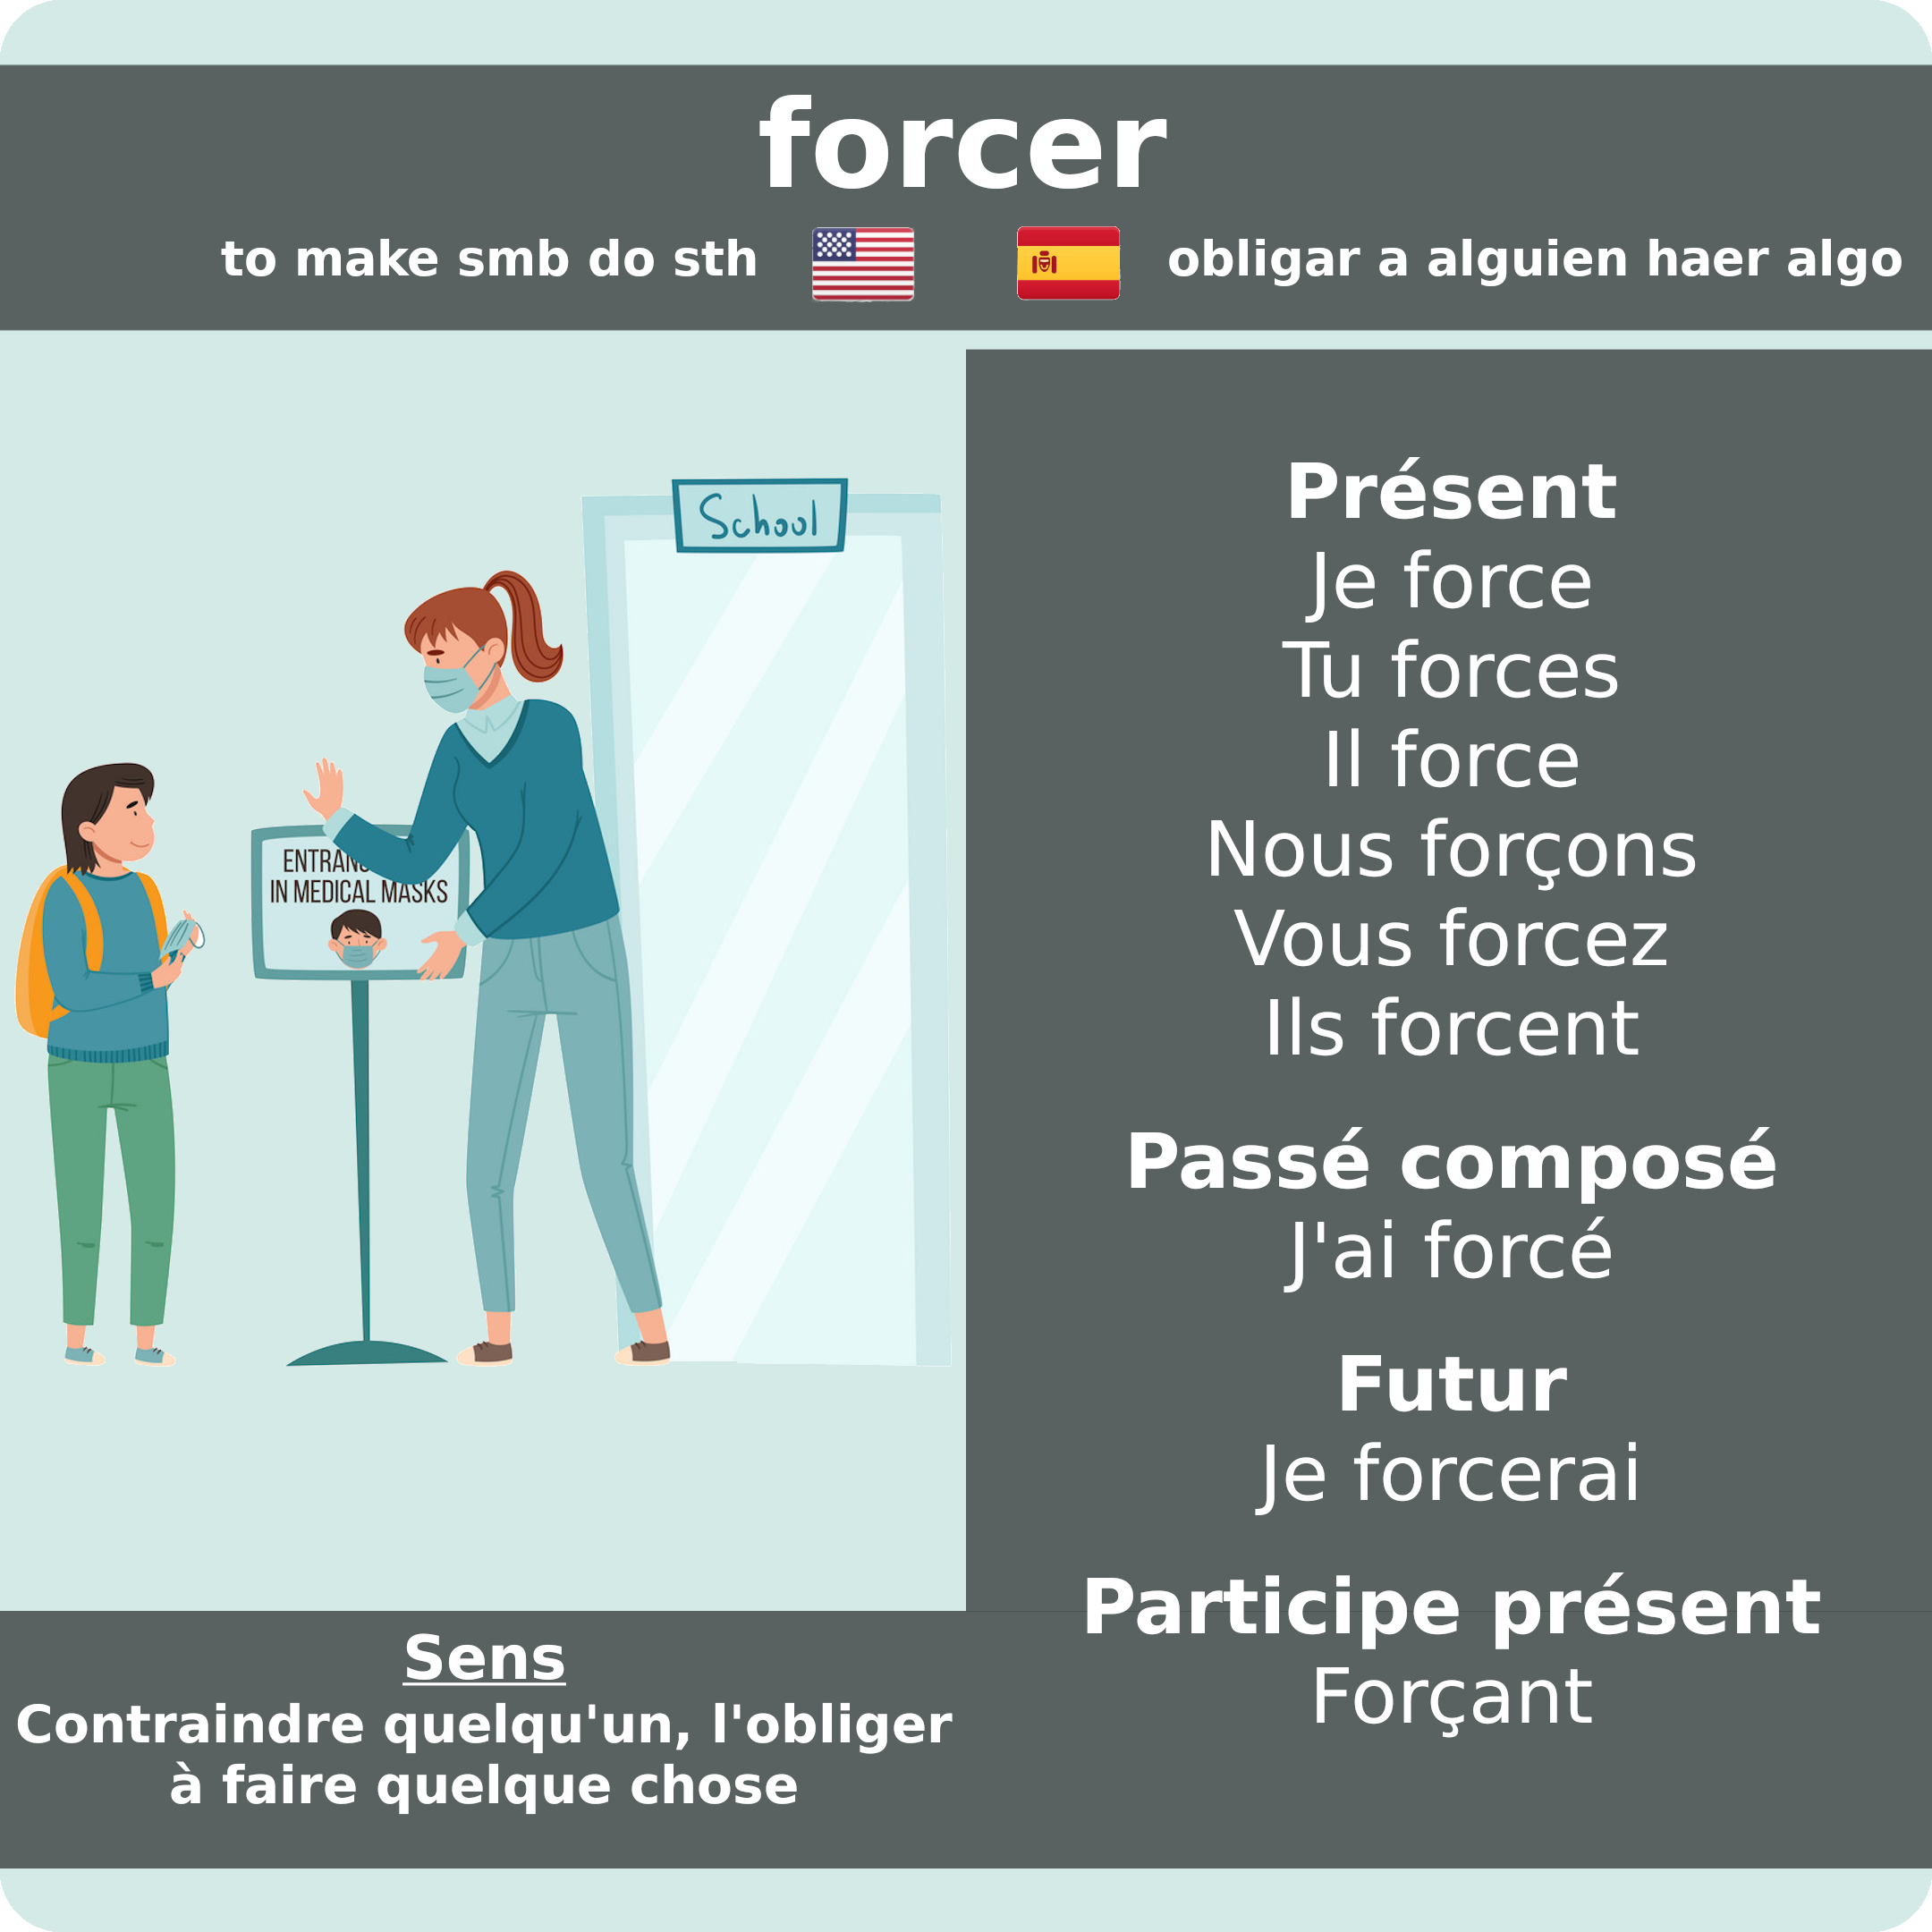 forcer
to make smb do sth
obligar a alguien haer algo
School
IN MEDICAL MASKS
Présent
Je force
Tu forces
Il force
Nous forçons
Vous forcez
Ils forcent
Passé composé
J'ai forcé
Futur
Je forcerai
Participe présent
Forçant
Sens
Contraindre quelqu'un, l'obliger
à faire quelque chose